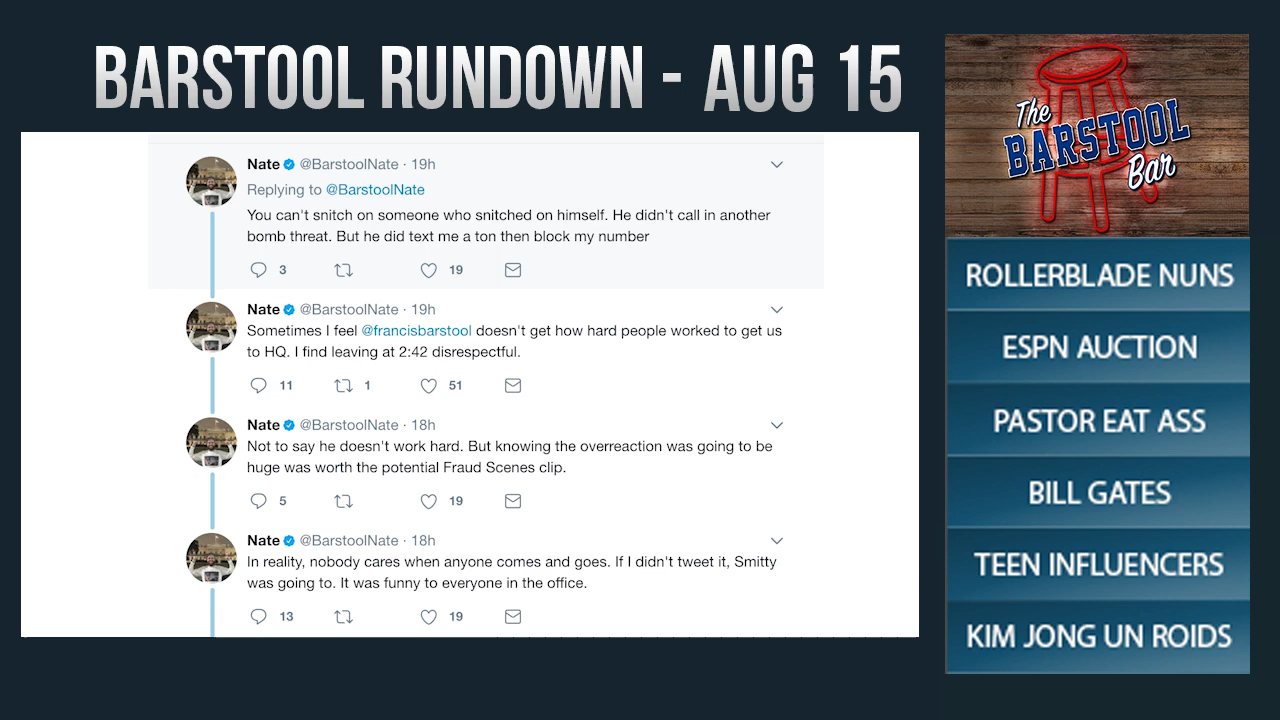 BARSTOOL RUNDOWN - AUG 15
Nate @BarstoolNate · 19h
Replying to @BarstoolNate
You can't snitch on someone who snitched on himself. He didn't call in another
bomb threat. But he did text me a ton then block my number
3 19
Nate @BarstoolNate · 19h
Sometimes I feel @francisbarstool doesn't get how hard people worked to get us
to HQ. I find leaving at 2:42 disrespectful.
11 1 51
Nate @BarstoolNate · 18h
Not to say he doesn't work hard. But knowing the overreaction was going to be
huge was worth the potential Fraud Scenes clip.
5 19
Nate @BarstoolNate · 18h
In reality, nobody cares when anyone comes and goes. If I didn't tweet it, Smitty
was going to. It was funny to everyone in the office.
13 19
The
BARSTOOL
Bar
ROLLERBLADE NUNS
ESPN AUCTION
PASTOR EAT ASS
BILL GATES
TEEN INFLUENCERS
KIM JONG UN ROIDS